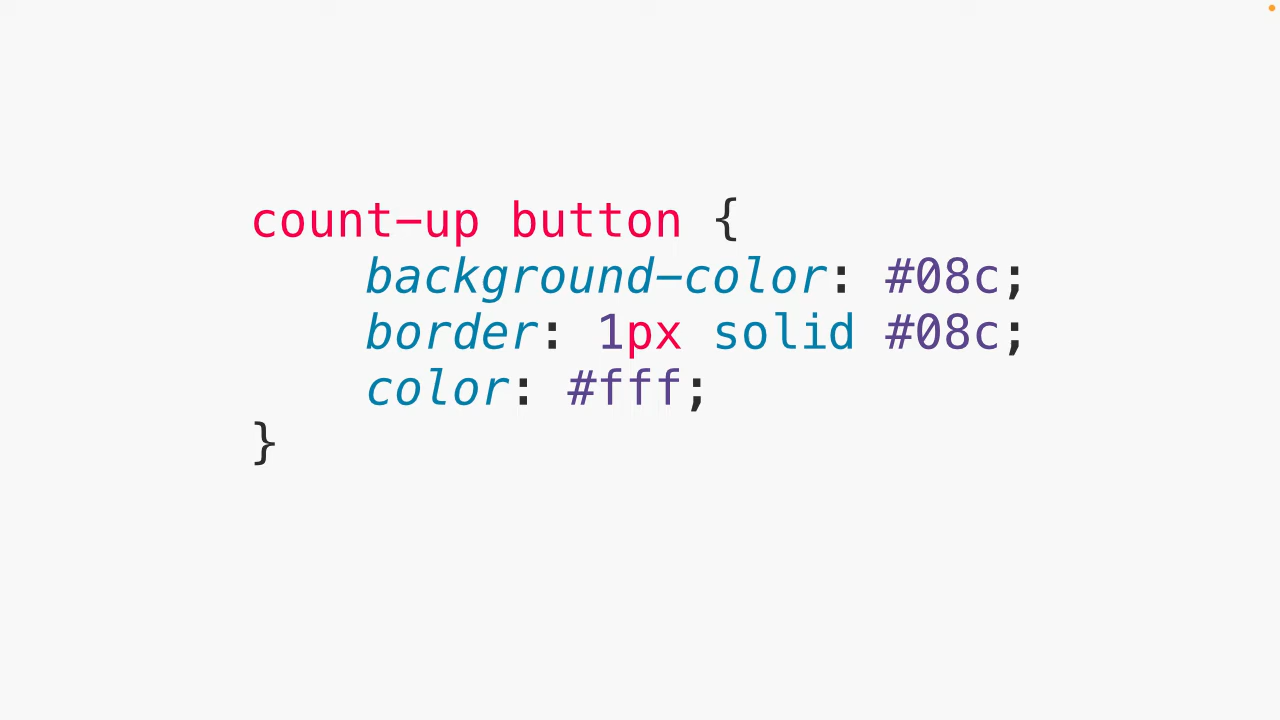 count-up button {
    background-color: #08c;
    border: 1px solid #08c;
    color: #fff;
}